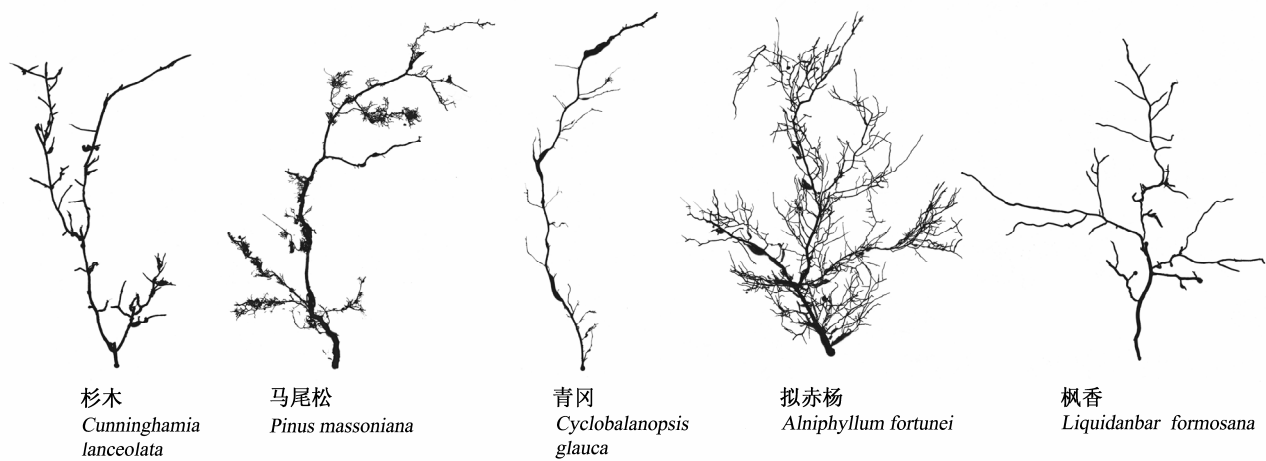 杉木
Cunninghamia
lanceolata
马尾松
Pinus massoniana
青冈
Cyclobalanopsis
glauca
拟赤杨
Alniphyllum fortunei
枫香
Liquidanbar formosana